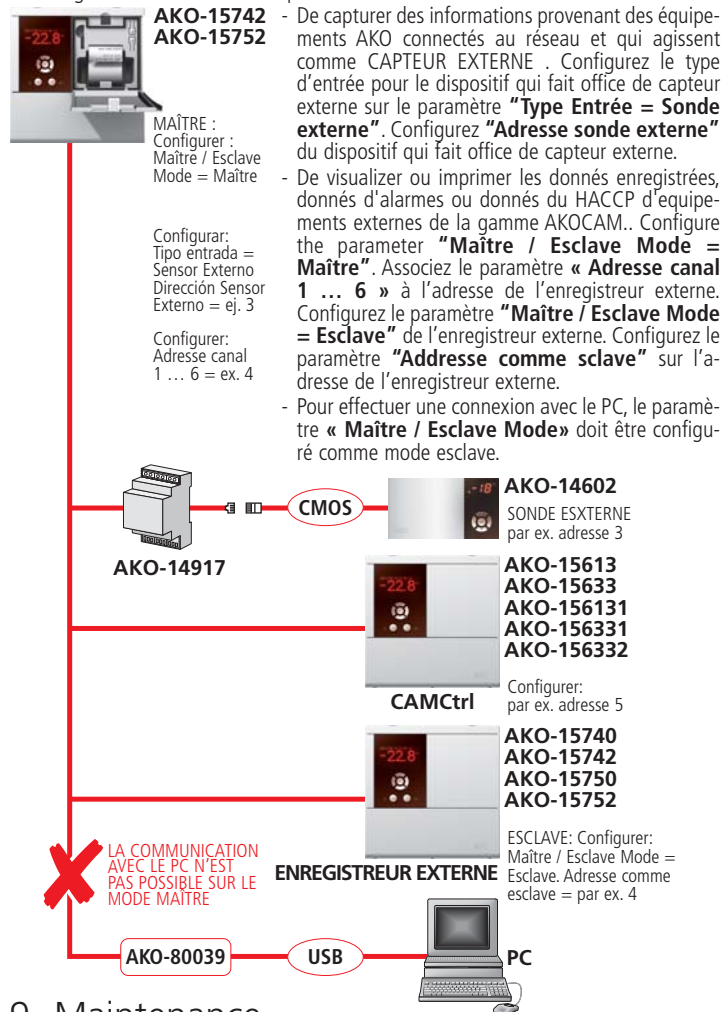 AKO-15742
AKO-15752
MAÎTRE :
Configurer :
Maître / Esclave
Mode = Maître
Configurar:
Tipo entrada =
Sensor Externo
Dirección Sensor
Externo = ej. 3
Configurer:
Adresse canal
1 … 6 = ex. 4
- De capturer des informations provenant des équipe-
ments AKO connectés au réseau et qui agissent
comme CAPTEUR EXTERNE . Configurez le type
d’entrée pour le dispositif qui fait office de capteur
externe sur le paramètre “Type Entrée = Sonde
externe”. Configurez “Adresse sonde externe”
du dispositif qui fait office de capteur externe.
- De visualizer ou imprimer les donnés enregistrées,
donnés d'alarmes ou donnés du HACCP d'equipe-
ments externes de la gamme AKOCAM.. Configure
the parameter “Maître / Esclave Mode =
Maître”. Associez le paramètre « Adresse canal
1 … 6 » à l’adresse de l’enregistreur externe.
Configurez le paramètre “Maître / Esclave Mode
= Esclave” de l’enregistreur externe. Configurez le
paramètre “Addresse comme sclave” sur l’a-
dresse de l’enregistreur externe.
- Pour effectuer une connexion avec le PC, le paramè-
tre « Maître / Esclave Mode» doit être configu-
ré comme mode esclave.
-22.8
AKO-14917
CMOS
-18
AKO-14602
SONDE ESXTERNE
par ex. adresse 3
-22.8
CAMCtrl
AKO-15613
AKO-15633
AKO-156131
AKO-156331
AKO-156332
Configurer:
par ex. adresse 5
-22.8
ENREGISTREUR EXTERNE
AKO-15740
AKO-15742
AKO-15750
AKO-15752
ESCLAVE: Configurer:
Maître / Esclave Mode =
Esclave. Adresse comme
esclave = par ex. 4
LA COMMUNICATION
AVEC LE PC N’EST
PAS POSSIBLE SUR LE
MODE MAÎTRE
AKO-80039
USB
PC
9. Maintenance